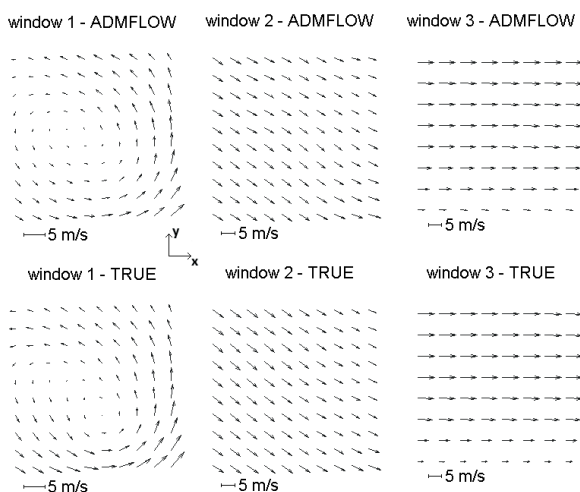 window 1 - ADMFLOW
window 2 - ADMFLOW
window 3 - ADMFLOW
5 m/s
5 m/s
5 m/s
y
x
window 1 - TRUE
window 2 - TRUE
window 3 - TRUE
5 m/s
5 m/s
5 m/s